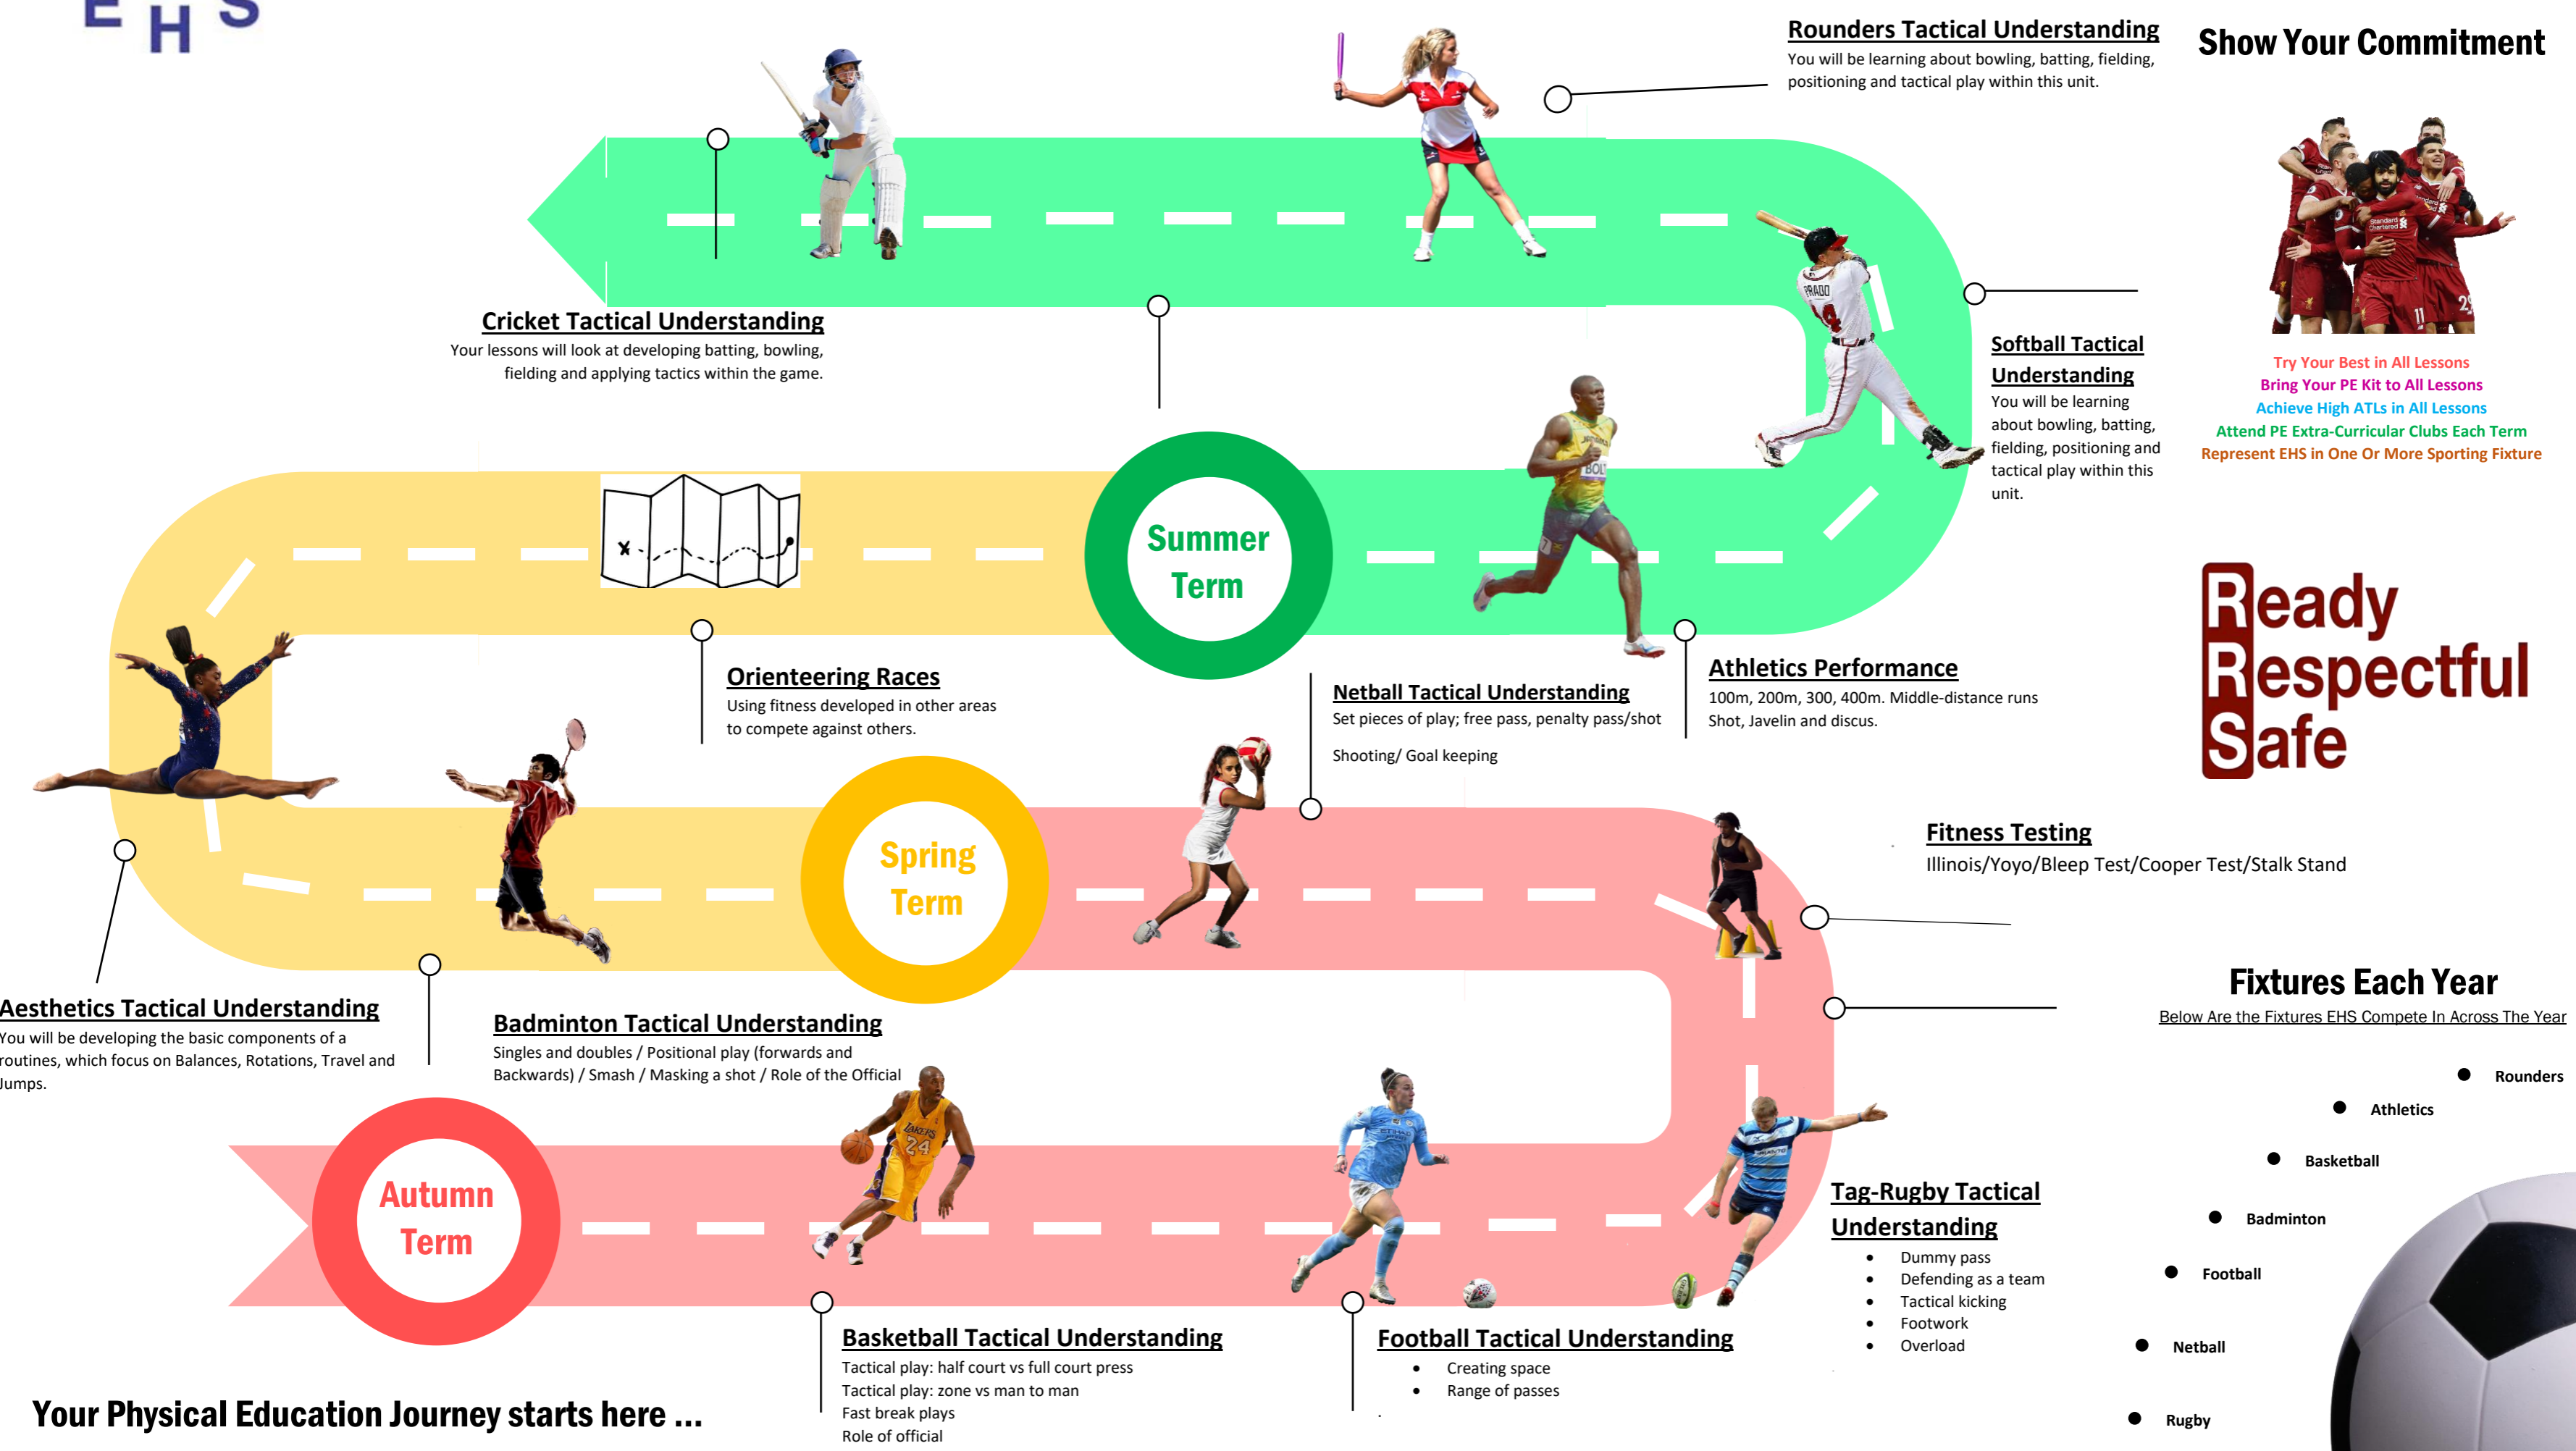 E H S
Rounders Tactical Understanding
You will be learning about bowling, batting, fielding,
positioning and tactical play within this unit.
Show Your Commitment
Try Your Best in All Lessons
Bring Your PE Kit to All Lessons
Achieve High ATLs in All Lessons
Attend PE Extra-Curricular Clubs Each Term
Represent EHS in One Or More Sporting Fixture
Cricket Tactical Understanding
Your lessons will look at developing batting, bowling,
fielding and applying tactics within the game.
PRADO
14
Softball Tactical
Understanding
You will be learning
about bowling, batting,
fielding, positioning and
tactical play within this
unit.
Standard
Chartered
11
29
BOLT
Summer
Term
Ready
Respectful
Safe
Orienteering Races
Using fitness developed in other areas
to compete against others.
Netball Tactical Understanding
Set pieces of play; free pass, penalty pass/shot
Shooting/ Goal keeping
Athletics Performance
100m, 200m, 300, 400m. Middle-distance runs
Shot, Javelin and discus.
Spring
Term
Fitness Testing
Illinois/Yoyo/Bleep Test/Cooper Test/Stalk Stand
Aesthetics Tactical Understanding
You will be developing the basic components of a
routines, which focus on Balances, Rotations, Travel and
Jumps.
Badminton Tactical Understanding
Singles and doubles / Positional play (forwards and
Backwards) / Smash / Masking a shot / Role of the Official
Fixtures Each Year
Below Are the Fixtures EHS Compete In Across The Year
• Rounders
• Athletics
• Basketball
• Badminton
• Football
• Netball
• Rugby
Autumn
Term
LAKERS
24
ETIHAD
Tag-Rugby Tactical
Understanding
• Dummy pass
• Defending as a team
• Tactical kicking
• Footwork
• Overload
Basketball Tactical Understanding
Tactical play: half court vs full court press
Tactical play: zone vs man to man
Fast break plays
Role of official
Football Tactical Understanding
• Creating space
• Range of passes
Your Physical Education Journey starts here ...